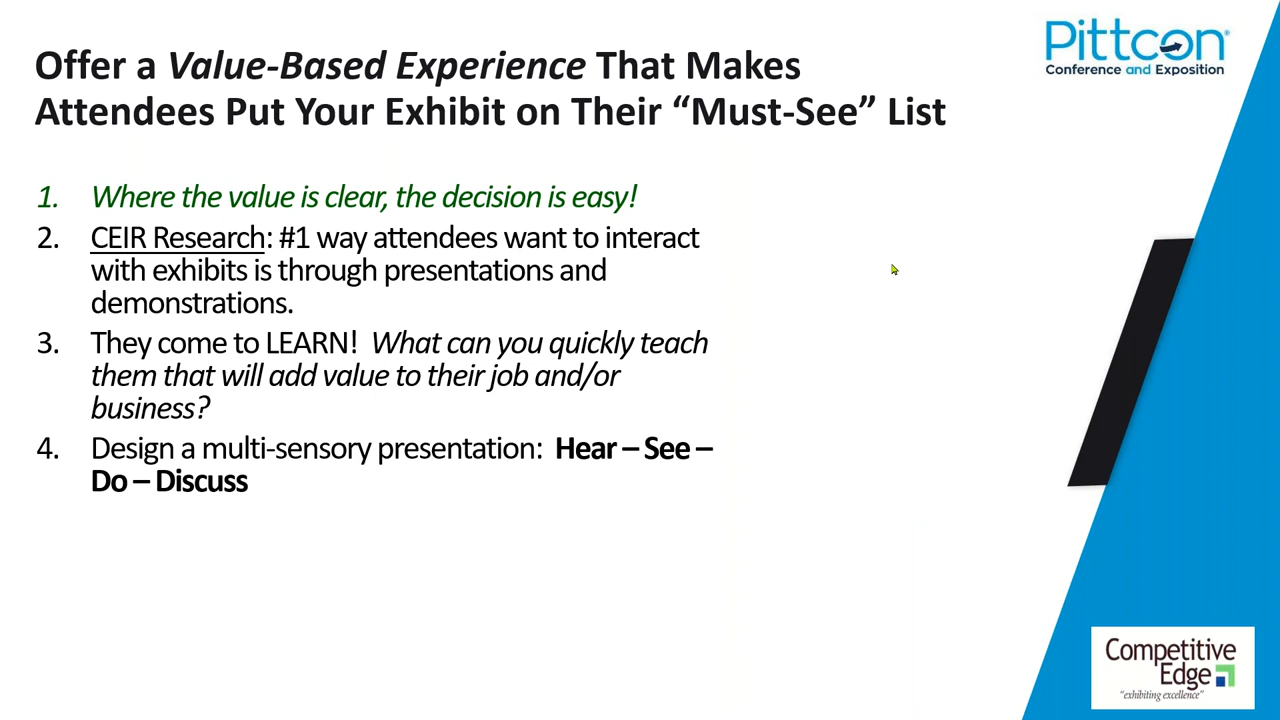 Pittcon
Conference and Exposition
Offer a Value-Based Experience That Makes
Attendees Put Your Exhibit on Their “Must-See” List
1. Where the value is clear, the decision is easy!
2. CEIR Research: #1 way attendees want to interact
with exhibits is through presentations and
demonstrations.
3. They come to LEARN! What can you quickly teach
them that will add value to their job and/or
business?
4. Design a multi-sensory presentation: Hear – See –
Do – Discuss
Competitive
Edge
“exhibiting excellence”